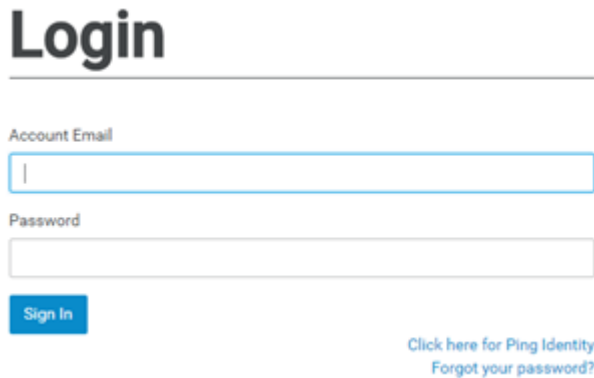 Login
Account Email
Password
Sign In
Click here for Ping Identity
Forgot your password?